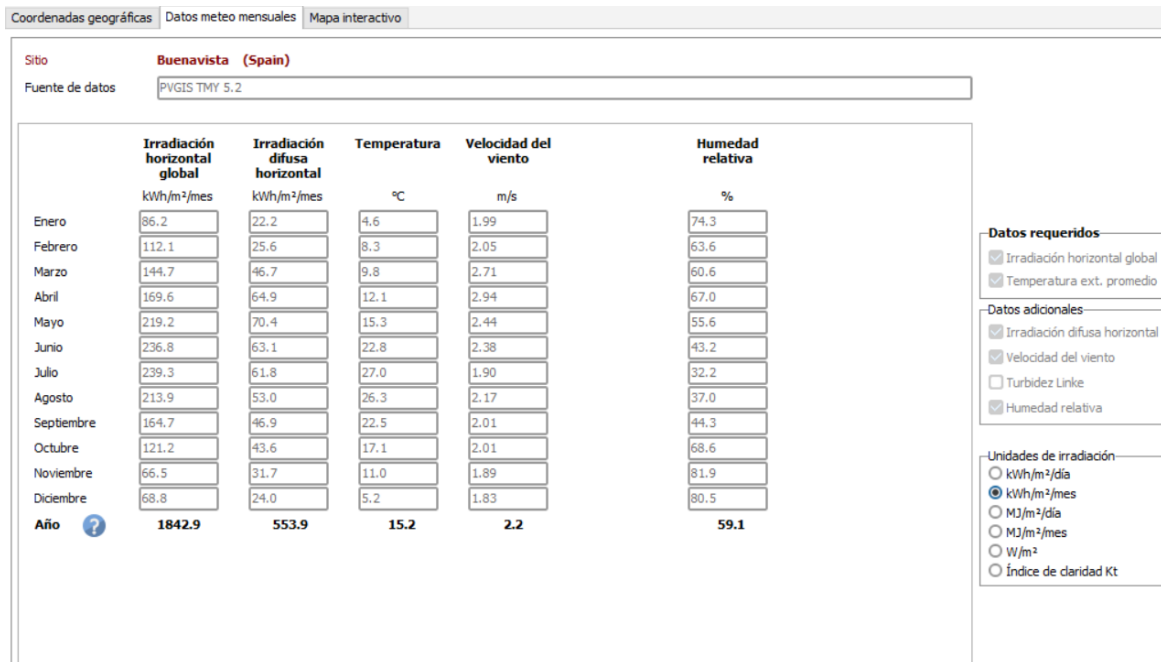 Coordenadas geográficas Datos meteo mensuales Mapa interactivo
Sitio Buenavista (Spain)
Fuente de datos PVGIS TMY 5.2
Irradiación horizontal global Irradiación difusa horizontal Temperatura Velocidad del viento Humedad relativa
kWh/m²/mes kWh/m²/mes ºC m/s %
Enero 86.2 22.2 4.6 1.99 74.3
Febrero 112.1 25.6 8.3 2.05 63.6
Marzo 144.7 46.7 9.8 2.71 60.6
Abril 169.6 64.9 12.1 2.94 67.0
Mayo 219.2 70.4 15.3 2.44 55.6
Junio 236.8 63.1 22.8 2.38 43.2
Julio 239.3 61.8 27.0 1.90 32.2
Agosto 213.9 53.0 26.3 2.17 37.0
Septiembre 164.7 46.9 22.5 2.01 44.3
Octubre 121.2 43.6 17.1 2.01 68.6
Noviembre 66.5 31.7 11.0 1.89 81.9
Diciembre 68.8 24.0 5.2 1.83 80.5
Año ? 1842.9 553.9 15.2 2.2 59.1
Datos requeridos
Irradiación horizontal global
Temperatura ext. promedio
Datos adicionales
Irradiación difusa horizontal
Velocidad del viento
Turbidez Linke
Humedad relativa
Unidades de irradiación
kWh/m²/día
kWh/m²/mes
MJ/m²/día
MJ/m²/mes
W/m²
Índice de claridad Kt